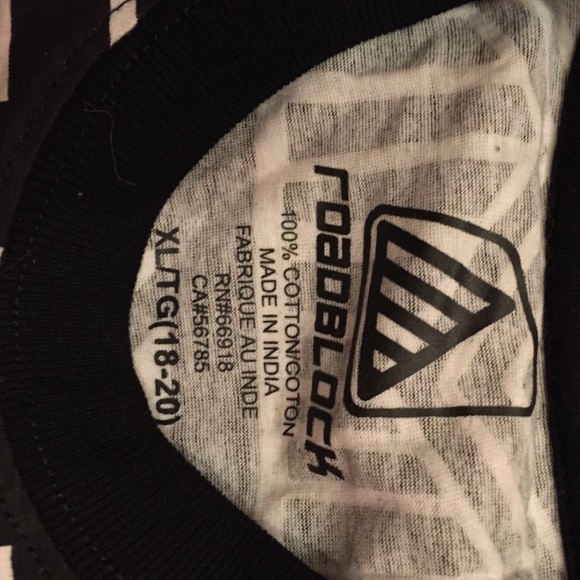 roadblock
100% COTTON/COTON
MADE IN INDIA
FABRIQUE AU INDE
RN#66918
CA#56785
XL/TG(18-20)